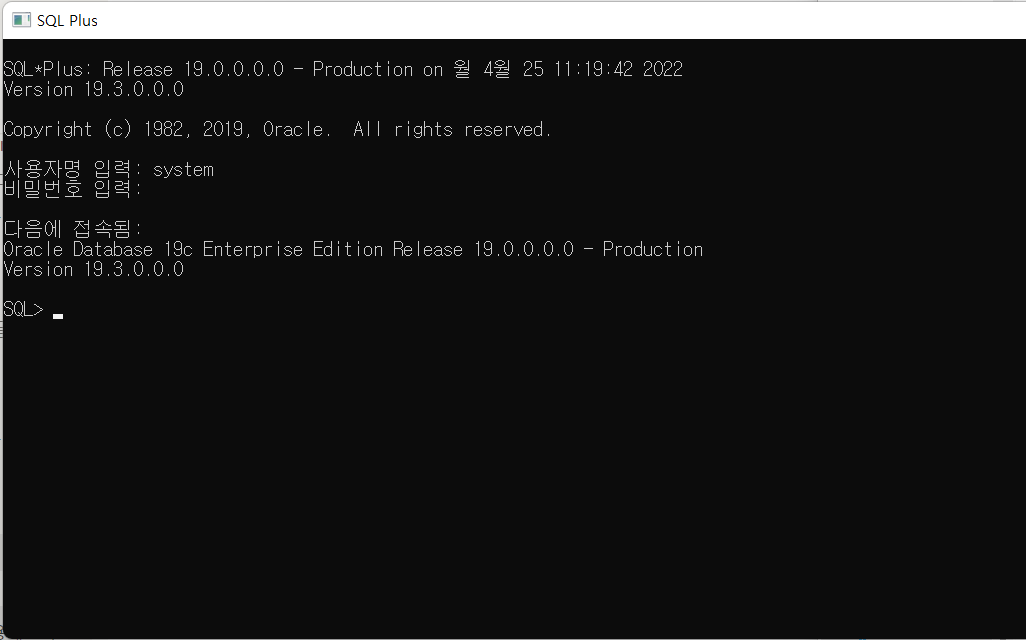 SQL Plus
SQL*Plus: Release 19.0.0.0.0 - Production on 월 4월 25 11:19:42 2022
Version 19.3.0.0.0
Copyright (c) 1982, 2019, Oracle.  All rights reserved.
사용자명 입력: system
비밀번호 입력:
다음에 접속됨:
Oracle Database 19c Enterprise Edition Release 19.0.0.0.0 - Production
Version 19.3.0.0.0
SQL>